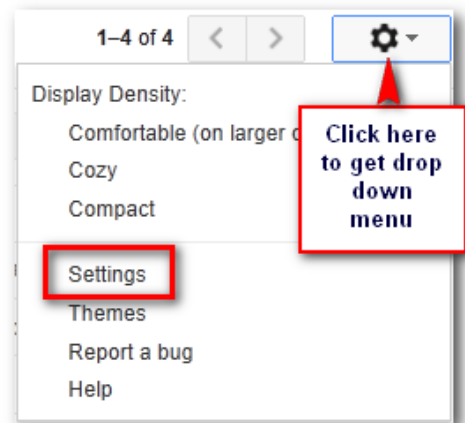 1–4 of 4
Display Density:
Comfortable (on larger
Cozy
Compact
Click here
to get drop
down
menu
Settings
Themes
Report a bug
Help